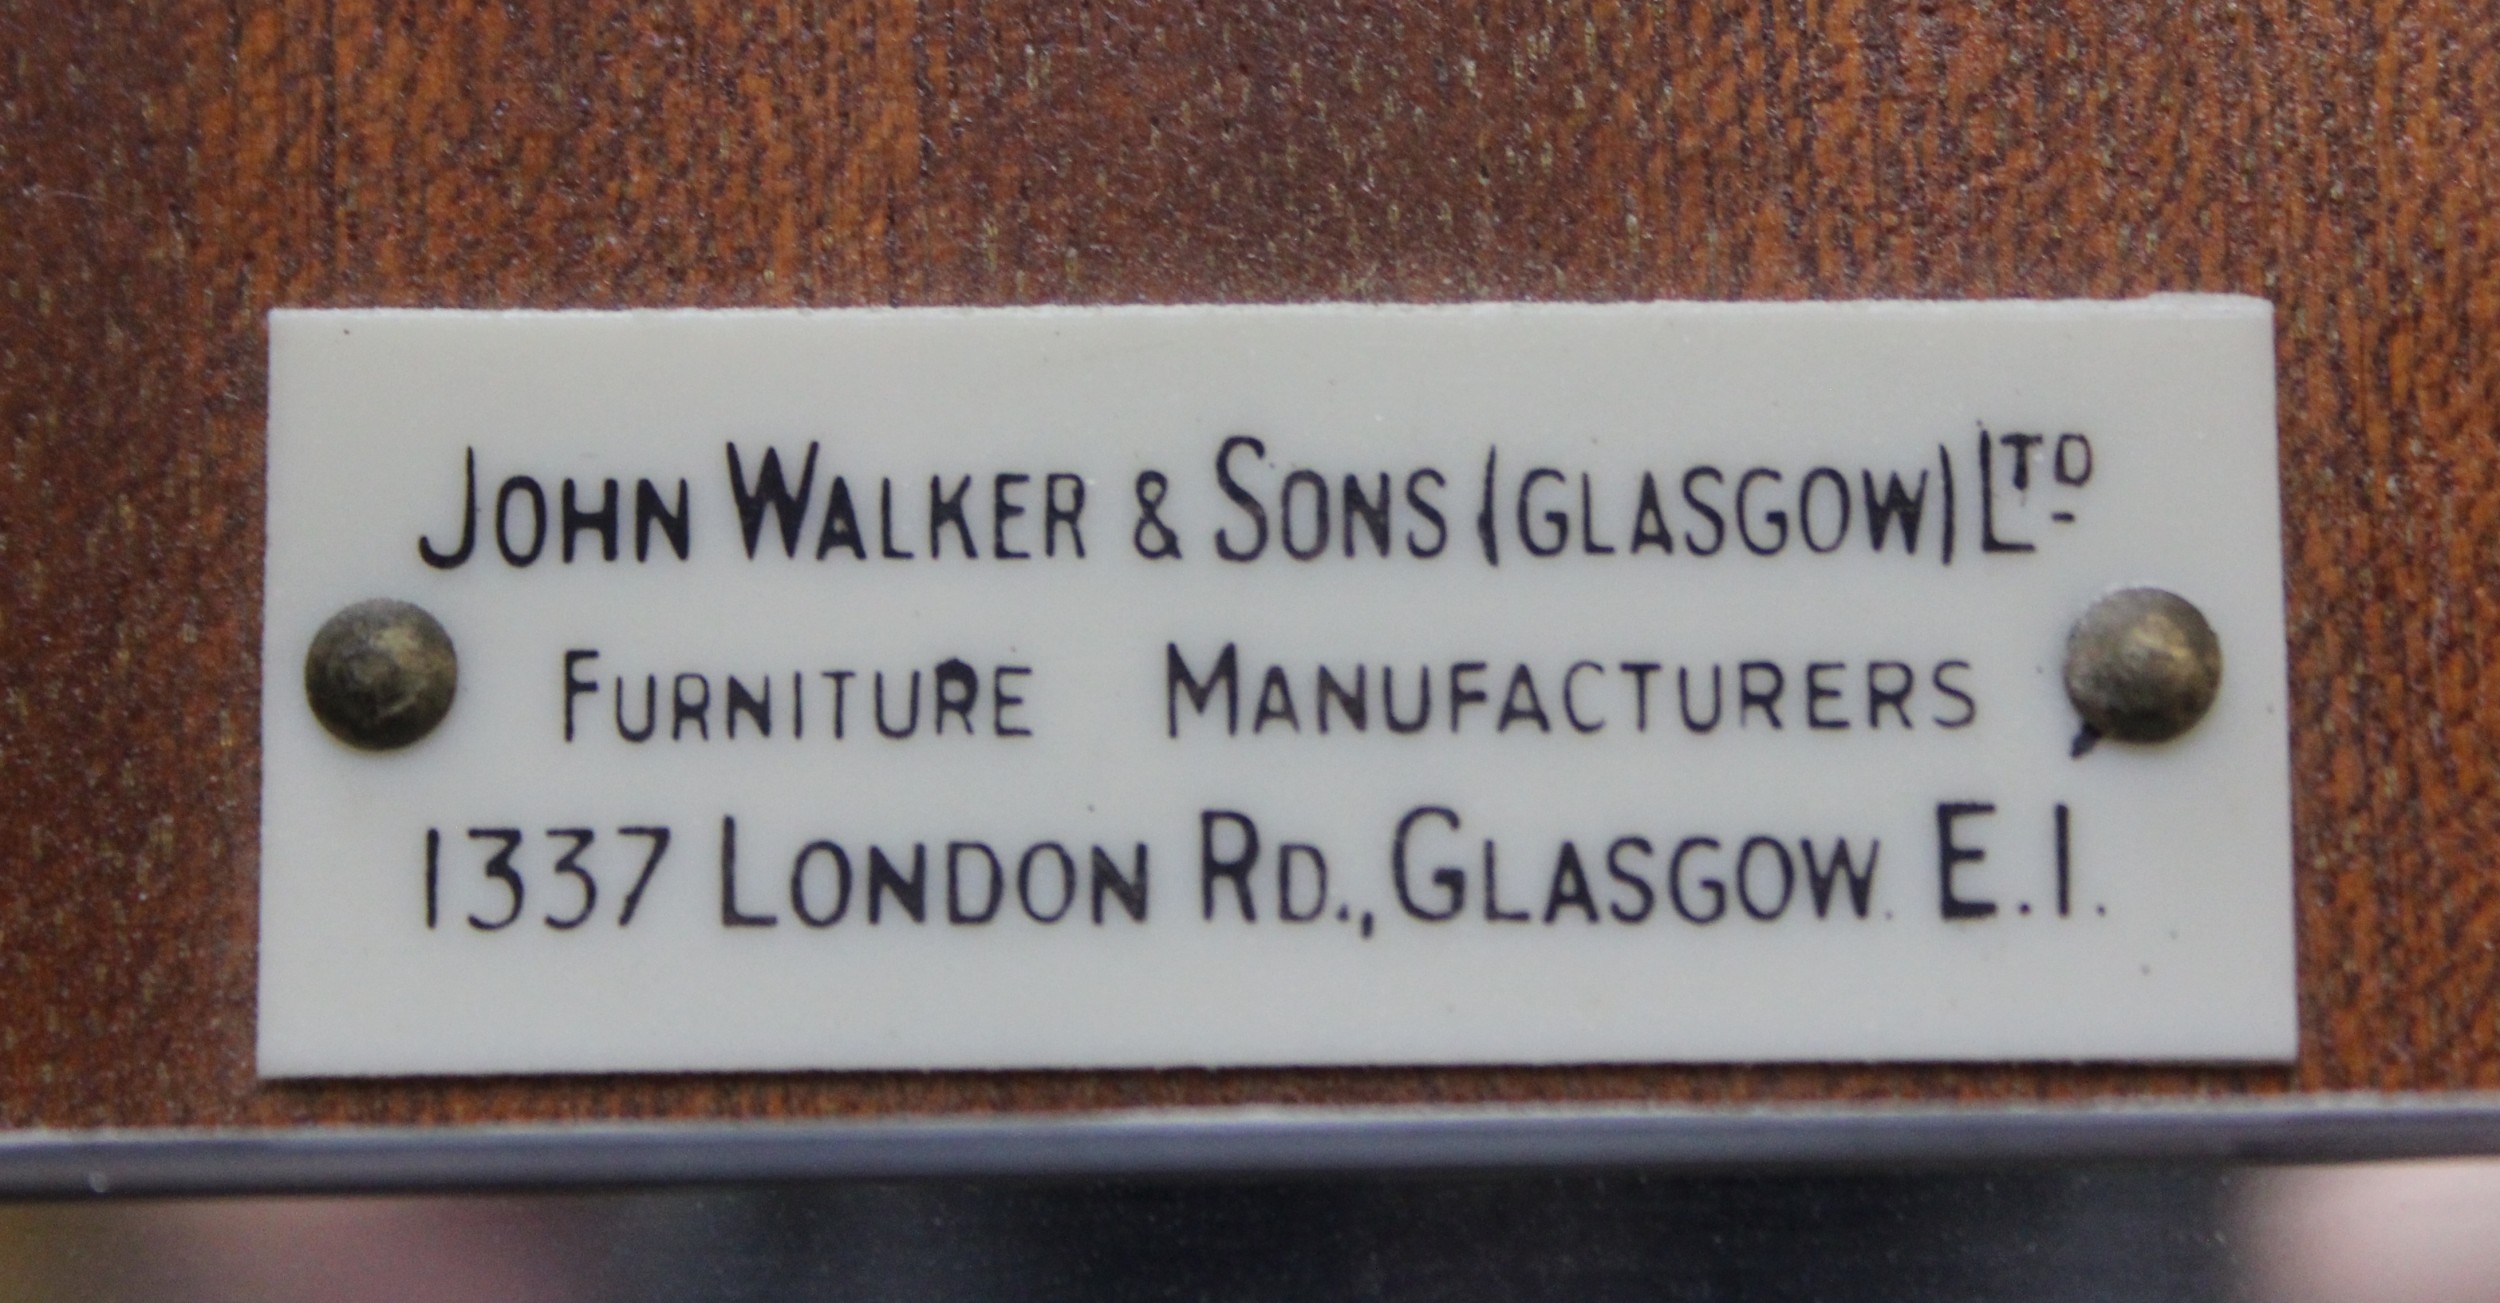 JOHN WALKER & SONS (GLASGOW) LTD
FURNITURE MANUFACTURERS
1337 LONDON RD., GLASGOW. E.1.